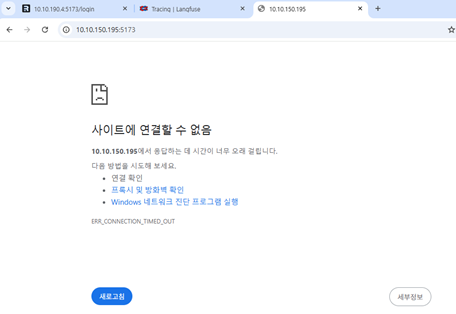 10.10.190.4:5173/login
Tracing | Langfuse
10.10.150.195
10.10.150.195:5173
사이트에 연결할 수 없음
10.10.150.195에서 응답하는 데 시간이 너무 오래 걸립니다.
다음 방법을 시도해 보세요.
연결 확인
프록시 및 방화벽 확인
Windows 네트워크 진단 프로그램 실행
ERR_CONNECTION_TIMED_OUT
새로고침
세부정보